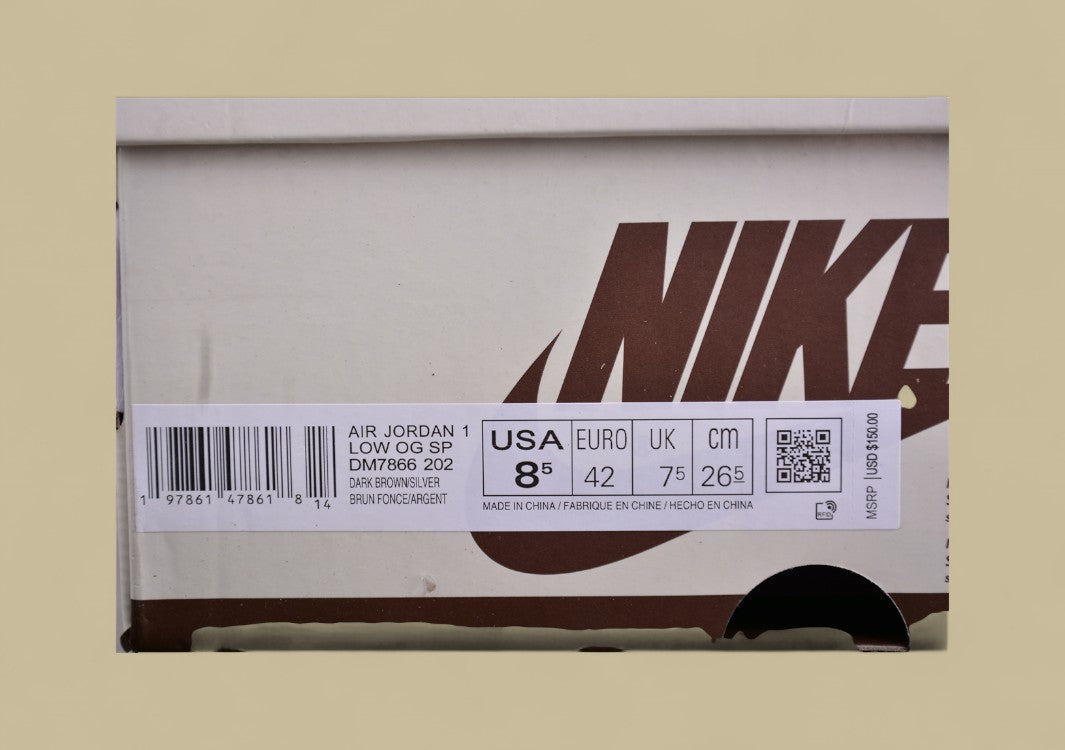 NIKE
AIR JORDAN 1
LOW OG SP
DM7866 202
DARK BROWN/SILVER
BRUN FONCE/ARGENT
1 97861 47861 8 14
USA EURO UK cm
8⁵ 42 7⁵ 26⁵
MADE IN CHINA / FABRIQUE EN CHINE / HECHO EN CHINA
RFID
MSRP | USD $150.00